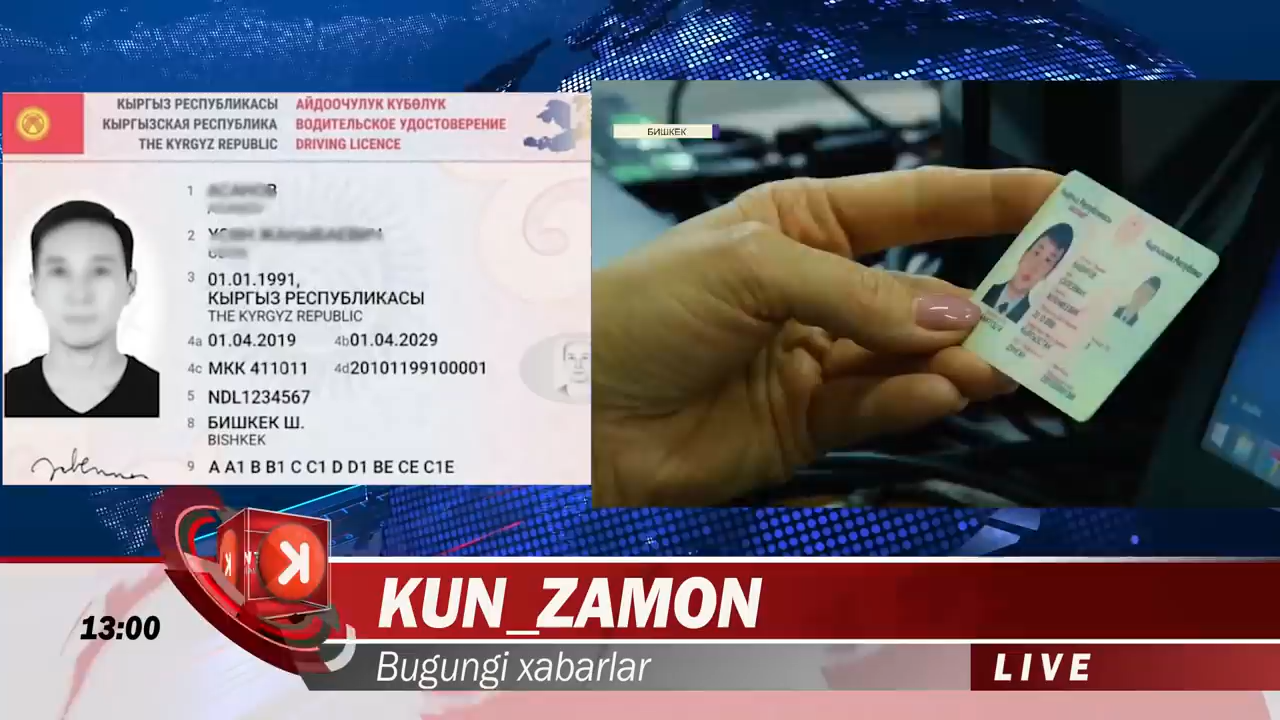 КЫРГЫЗ РЕСПУБЛИКАСЫ
КЫРГЫЗСКАЯ РЕСПУБЛИКА
THE KYRGYZ REPUBLIC
АЙДООЧУЛУК КҮБӨЛҮК
ВОДИТЕЛЬСКОЕ УДОСТОВЕРЕНИЕ
DRIVING LICENCE
1
2
3 01.01.1991,
КЫРГЫЗ РЕСПУБЛИКАСЫ
THE KYRGYZ REPUBLIC
4a 01.04.2019 4b 01.04.2029
4c МКК 411011 4d 20101199100001
5 NDL1234567
8 БИШКЕК Ш.
BISHKEK
9 A A1 B B1 C C1 D D1 BE CE C1E
БИШКЕК
13:00
KUN_ZAMON
Bugungi xabarlar
LIVE